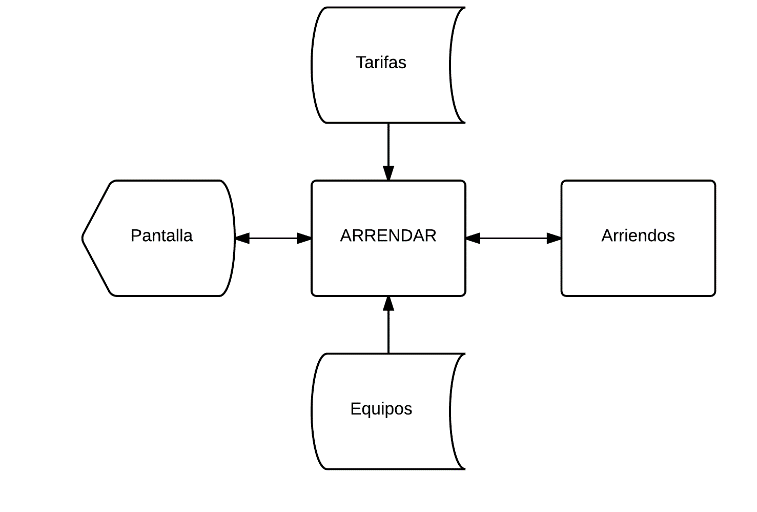 Tarifas
Pantalla
ARRENDAR
Arriendos
Equipos